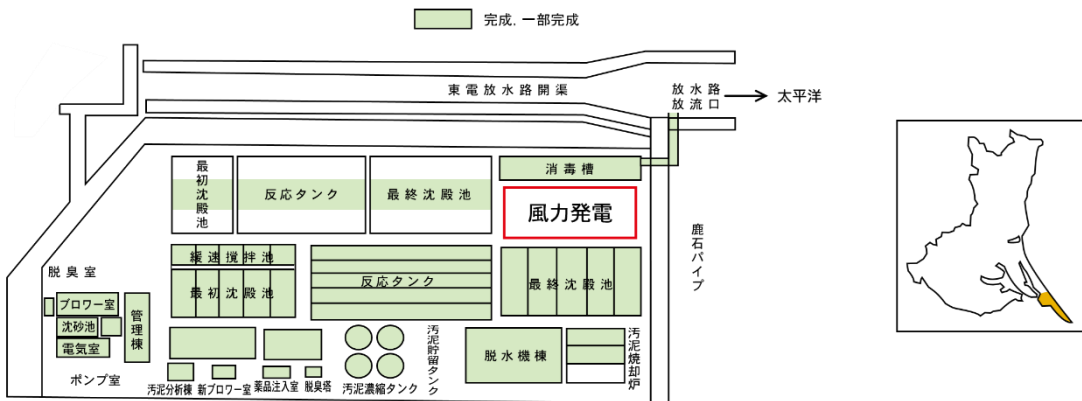 完成, 一部完成
東電放水路開渠
放水路
放流口
太平洋
最初沈殿池
反応タンク
最終沈殿池
消毒槽
風力発電
鹿石パイプ
緩速撹拌池
最初沈殿池
反応タンク
最終沈殿池
脱臭室
ブロワー室
沈砂池
電気室
管理棟
ポンプ室
汚泥分析棟
新ブロワー室
薬品注入室
脱臭塔
汚泥濃縮タンク
汚泥貯留タンク
脱水機棟
汚泥焼却炉